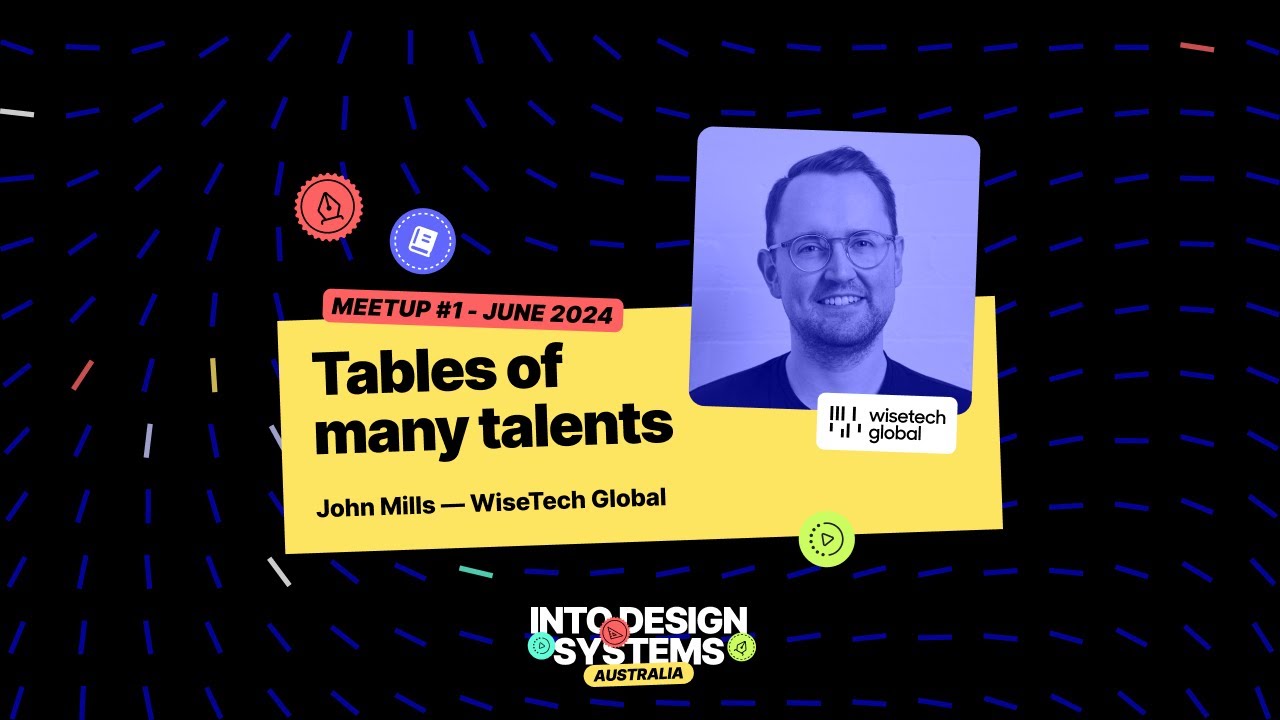 MEETUP #1 - JUNE 2024
Tables of
many talents
John Mills — WiseTech Global
wisetech
global
INTO DESIGN
SYSTEMS
AUSTRALIA